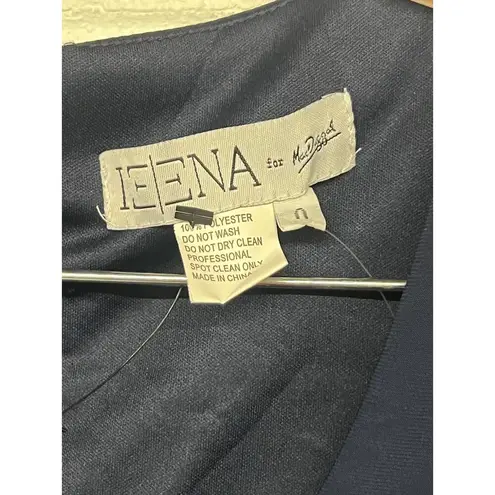 IEENA for Mac Duggal
100% POLYESTER
DO NOT WASH
DO NOT DRY CLEAN
PROFESSIONAL
SPOT CLEAN ONLY
MADE IN CHINA
0